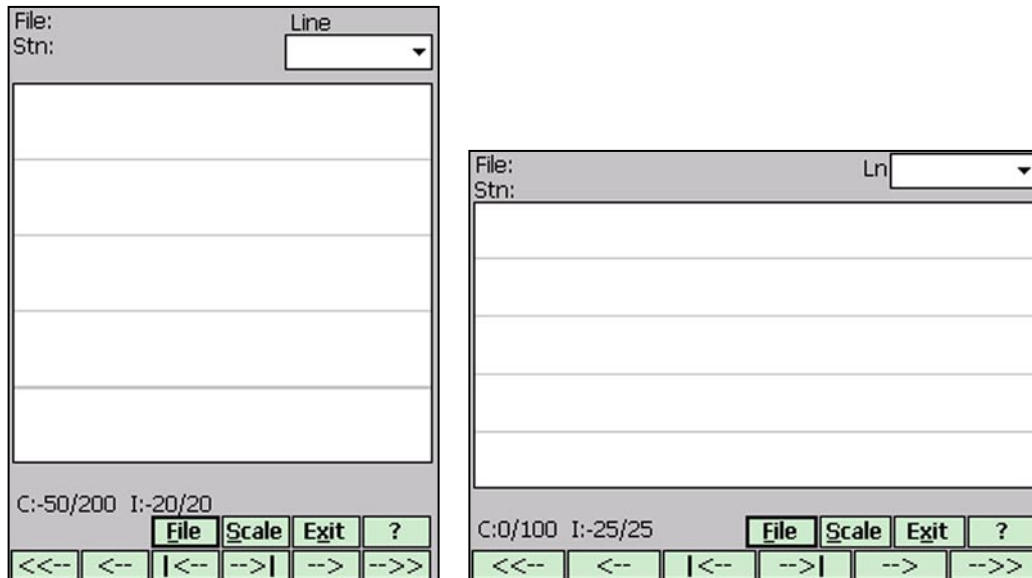 File: Line
Stn:
C:-50/200 I:-20/20
File Scale Exit ?
<<-- <-- |<-- -->| --> -->>
File: Ln
Stn:
C:0/100 I:-25/25 File Scale Exit ?
<<-- <-- |<-- -->| --> -->>